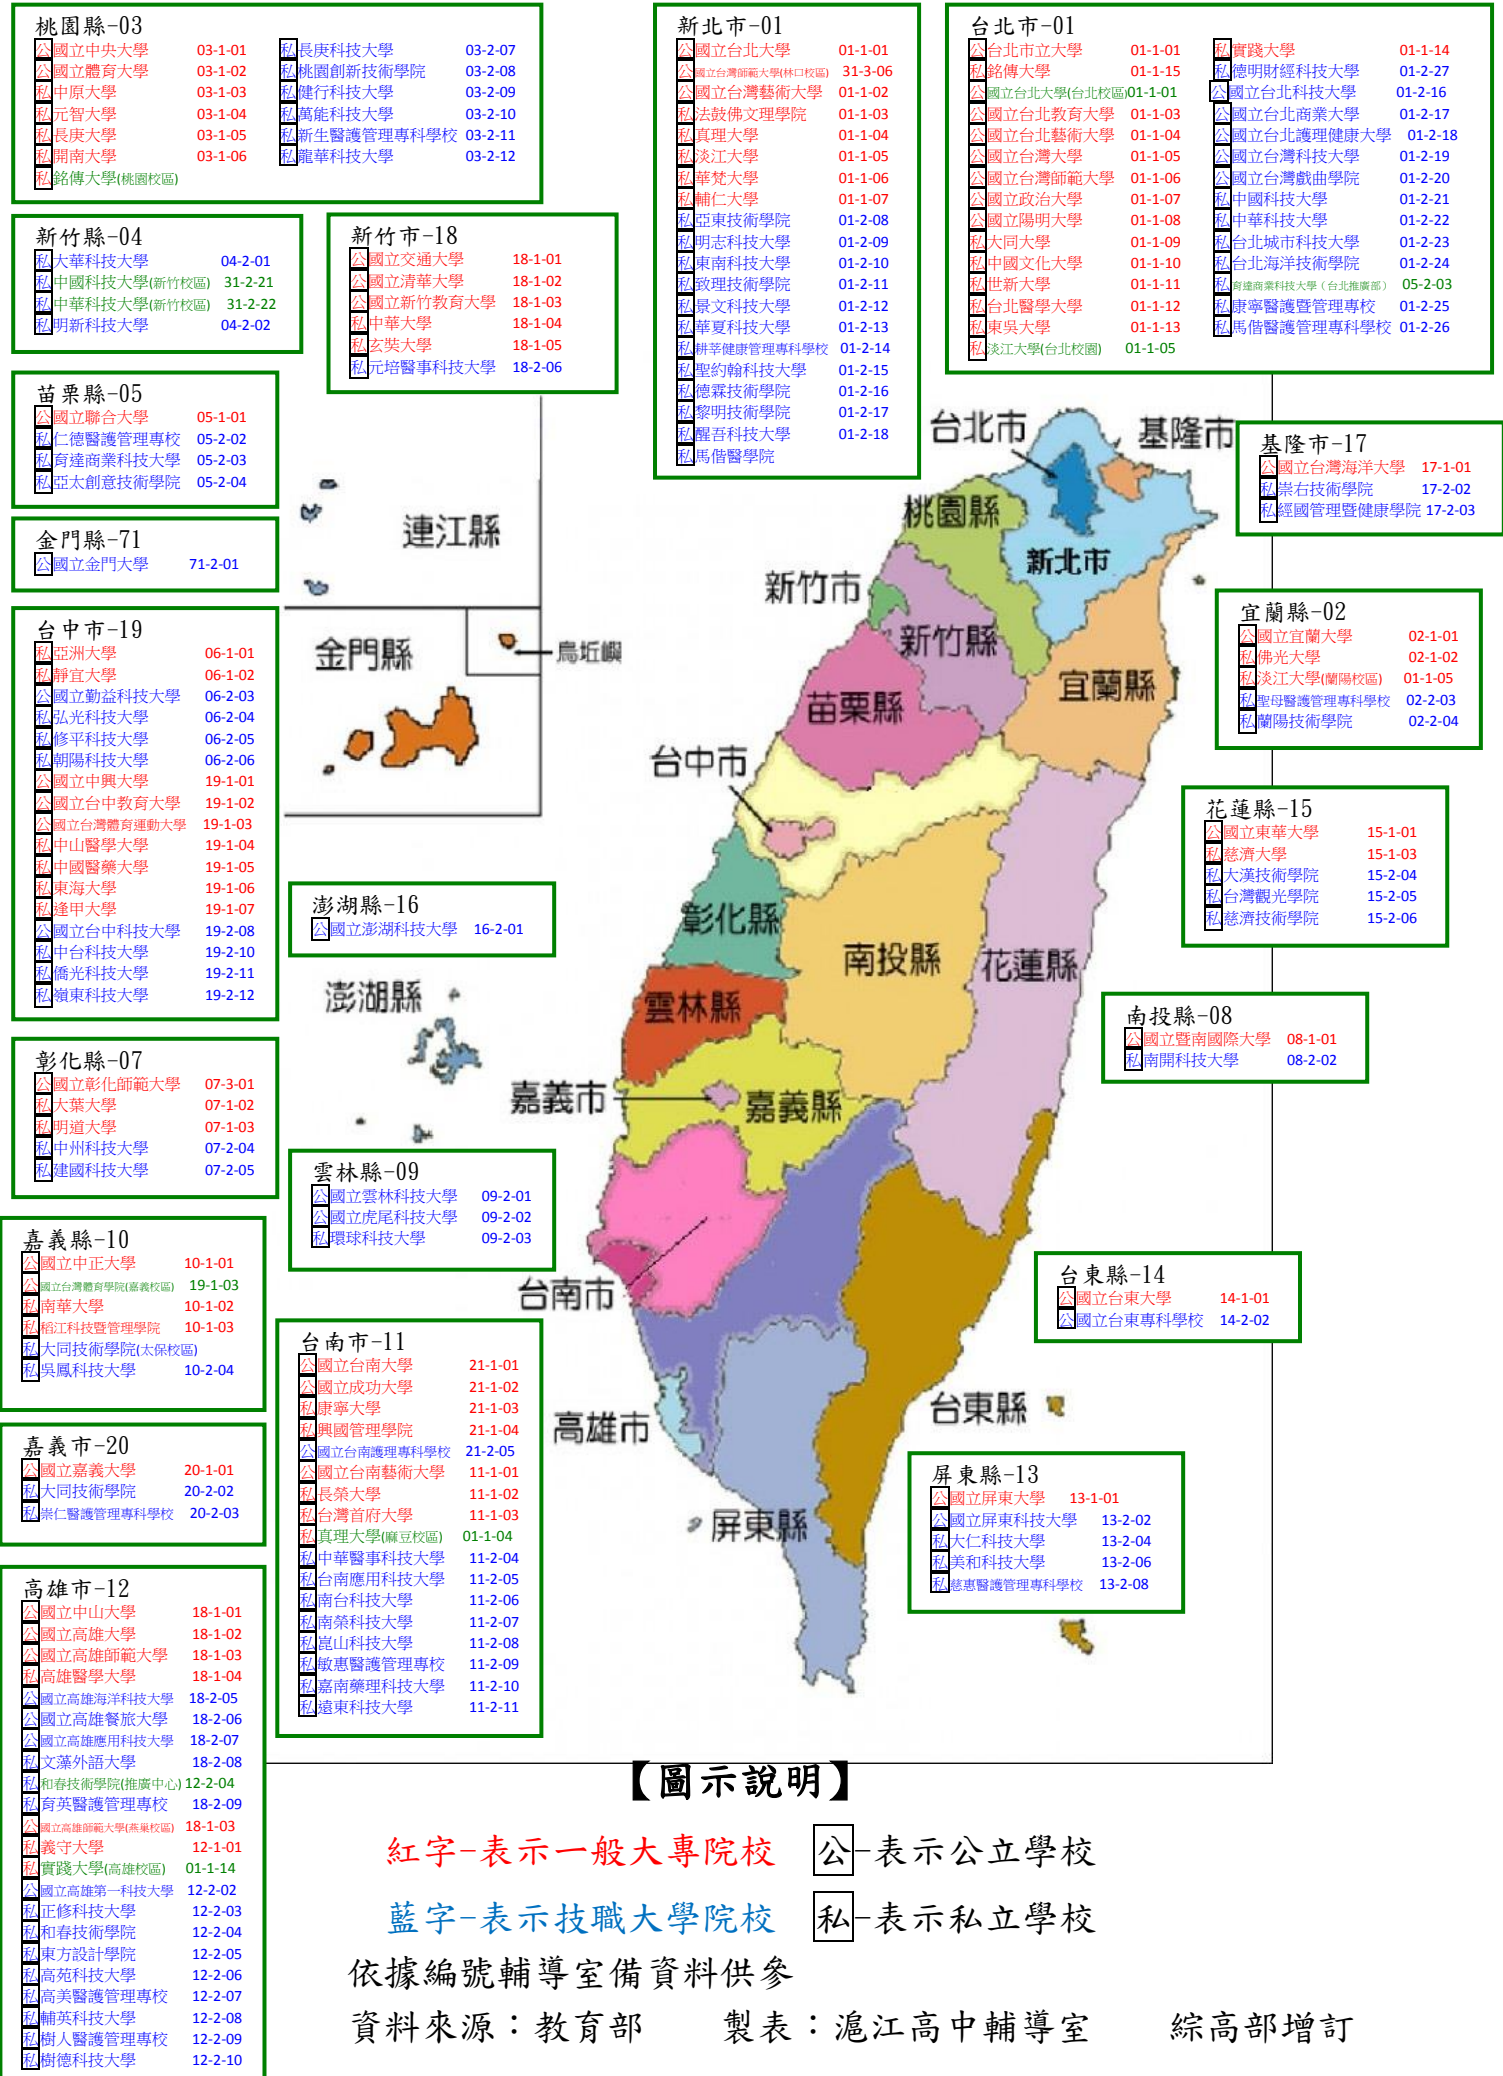 桃園縣-03
公國立中央大學 03-1-01
公國立體育大學 03-1-02
私中原大學 03-1-03
私元智大學 03-1-04
私長庚大學 03-1-05
私開南大學 03-1-06
私銘傳大學(桃園校區)
私長庚科技大學 03-2-07
私桃園創新技術學院 03-2-08
私健行科技大學 03-2-09
私萬能科技大學 03-2-10
私新生醫護管理專科學校 03-2-11
私龍華科技大學 03-2-12
新北市-01
公國立台北大學 01-1-01
公國立台灣師範大學(林口校區) 31-3-06
公國立台灣藝術大學 01-1-02
私法鼓佛文理學院 01-1-03
私真理大學 01-1-04
私淡江大學 01-1-05
私華梵大學 01-1-06
私輔仁大學 01-1-07
私亞東技術學院 01-2-08
私明志科技大學 01-2-09
私東南科技大學 01-2-10
私致理技術學院 01-2-11
私景文科技大學 01-2-12
私華夏科技大學 01-2-13
私耕莘健康管理專科學校 01-2-14
私聖約翰科技大學 01-2-15
私德霖技術學院 01-2-16
私黎明技術學院 01-2-17
私醒吾科技大學 01-2-18
私馬偕醫學院
台北市-01
公台北市立大學 01-1-01
私銘傳大學 01-1-15
公國立台北大學(台北校區)01-1-01
公國立台北教育大學 01-1-03
公國立台北藝術大學 01-1-04
公國立台灣大學 01-1-05
公國立台灣師範大學 01-1-06
公國立政治大學 01-1-07
公國立陽明大學 01-1-08
私大同大學 01-1-09
私中國文化大學 01-1-10
私世新大學 01-1-11
私台北醫學大學 01-1-12
私東吳大學 01-1-13
私淡江大學(台北校園) 01-1-05
私實踐大學 01-1-14
私德明財經科技大學 01-2-27
公國立台北科技大學 01-2-16
公國立台北商業大學 01-2-17
公國立台北護理健康大學 01-2-18
公國立台灣科技大學 01-2-19
公國立台灣戲曲學院 01-2-20
私中國科技大學 01-2-21
私中華科技大學 01-2-22
私台北城市科技大學 01-2-23
私台北海洋技術學院 01-2-24
私育達商業科技大學（台北推廣部） 05-2-03
私康寧醫護暨管理專校 01-2-25
私馬偕醫護管理專科學校 01-2-26
新竹縣-04
私大華科技大學 04-2-01
私中國科技大學(新竹校區) 31-2-21
私中華科技大學(新竹校區) 31-2-22
私明新科技大學 04-2-02
新竹市-18
公國立交通大學 18-1-01
公國立清華大學 18-1-02
公國立新竹教育大學 18-1-03
私中華大學 18-1-04
私玄奘大學 18-1-05
私元培醫事科技大學 18-2-06
苗栗縣-05
公國立聯合大學 05-1-01
私仁德醫護管理專校 05-2-02
私育達商業科技大學 05-2-03
私亞太創意技術學院 05-2-04
金門縣-71
公國立金門大學 71-2-01
基隆市-17
公國立台灣海洋大學 17-1-01
私崇右技術學院 17-2-02
私經國管理暨健康學院 17-2-03
宜蘭縣-02
公國立宜蘭大學 02-1-01
私佛光大學 02-1-02
私淡江大學(蘭陽校區) 01-1-05
私聖母醫護管理專科學校 02-2-03
私蘭陽技術學院 02-2-04
台中市-19
私亞洲大學 06-1-01
私靜宜大學 06-1-02
公國立勤益科技大學 06-2-03
私弘光科技大學 06-2-04
私修平科技大學 06-2-05
私朝陽科技大學 06-2-06
公國立中興大學 19-1-01
公國立台中教育大學 19-1-02
公國立台灣體育運動大學 19-1-03
私中山醫學大學 19-1-04
私中國醫藥大學 19-1-05
私東海大學 19-1-06
私逢甲大學 19-1-07
公國立台中科技大學 19-2-08
私中台科技大學 19-2-10
私僑光科技大學 19-2-11
私嶺東科技大學 19-2-12
花蓮縣-15
公國立東華大學 15-1-01
私慈濟大學 15-1-03
私大漢技術學院 15-2-04
私台灣觀光學院 15-2-05
私慈濟技術學院 15-2-06
澎湖縣-16
公國立澎湖科技大學 16-2-01
南投縣-08
公國立暨南國際大學 08-1-01
私南開科技大學 08-2-02
彰化縣-07
公國立彰化師範大學 07-3-01
私大葉大學 07-1-02
私明道大學 07-1-03
私中州科技大學 07-2-04
私建國科技大學 07-2-05
雲林縣-09
公國立雲林科技大學 09-2-01
公國立虎尾科技大學 09-2-02
私環球科技大學 09-2-03
嘉義縣-10
公國立中正大學 10-1-01
公國立台灣體育學院(嘉義校區) 19-1-03
私南華大學 10-1-02
私稻江科技暨管理學院 10-1-03
私大同技術學院(太保校區)
私吳鳳科技大學 10-2-04
台東縣-14
公國立台東大學 14-1-01
公國立台東專科學校 14-2-02
台南市-11
公國立台南大學 21-1-01
公國立成功大學 21-1-02
私康寧大學 21-1-03
私興國管理學院 21-1-04
公國立台南護理專科學校 21-2-05
公國立台南藝術大學 11-1-01
私長榮大學 11-1-02
私台灣首府大學 11-1-03
私真理大學(麻豆校區) 01-1-04
私中華醫事科技大學 11-2-04
私台南應用科技大學 11-2-05
私南台科技大學 11-2-06
私南榮科技大學 11-2-07
私崑山科技大學 11-2-08
私敏惠醫護管理專校 11-2-09
私嘉南藥理科技大學 11-2-10
私遠東科技大學 11-2-11
嘉義市-20
公國立嘉義大學 20-1-01
私大同技術學院 20-2-02
私崇仁醫護管理專科學校 20-2-03
屏東縣-13
公國立屏東大學 13-1-01
公國立屏東科技大學 13-2-02
私大仁科技大學 13-2-04
私美和科技大學 13-2-06
私慈惠醫護管理專科學校 13-2-08
高雄市-12
公國立中山大學 18-1-01
公國立高雄大學 18-1-02
公國立高雄師範大學 18-1-03
私高雄醫學大學 18-1-04
公國立高雄海洋科技大學 18-2-05
公國立高雄餐旅大學 18-2-06
公國立高雄應用科技大學 18-2-07
私文藻外語大學 18-2-08
私和春技術學院(推廣中心) 12-2-04
私育英醫護管理專校 18-2-09
公國立高雄師範大學(燕巢校區) 18-1-03
私義守大學 12-1-01
私實踐大學(高雄校區) 01-1-14
公國立高雄第一科技大學 12-2-02
私正修科技大學 12-2-03
私和春技術學院 12-2-04
私東方設計學院 12-2-05
私高苑科技大學 12-2-06
私高美醫護管理專校 12-2-07
私輔英科技大學 12-2-08
私樹人醫護管理專校 12-2-09
私樹德科技大學 12-2-10
台北市
基隆市
桃園縣
連江縣
新北市
新竹市
新竹縣
金門縣
烏坵嶼
宜蘭縣
苗栗縣
台中市
彰化縣
南投縣
花蓮縣
澎湖縣
雲林縣
嘉義市
嘉義縣
台南市
台東縣
高雄市
屏東縣
【圖示說明】
紅字-表示一般大專院校 公-表示公立學校
藍字-表示技職大學院校 私-表示私立學校
依據編號輔導室備資料供參
資料來源：教育部 製表：滬江高中輔導室 綜高部增訂